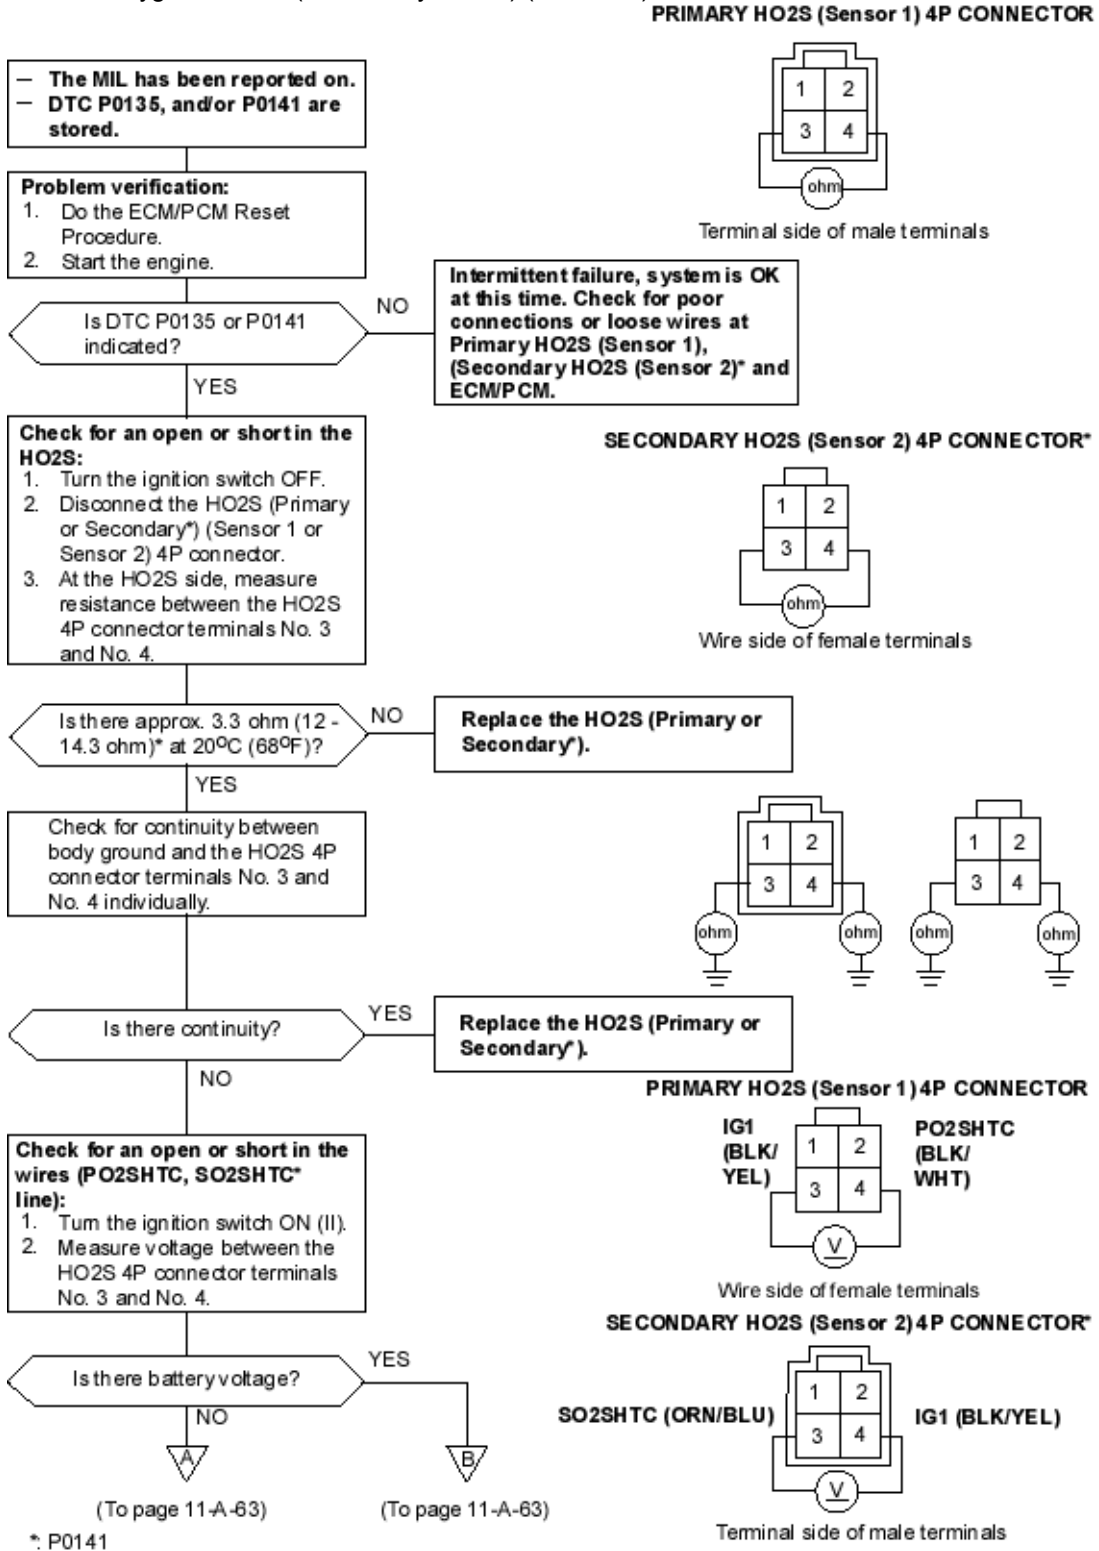 PRIMARY HO2S (Sensor 1) 4P CONNECTOR
1 2
3 4
ohm
Terminal side of male terminals
— The MIL has been reported on.
— DTC P0135, and/or P0141 are
stored.
Problem verification:
1. Do the ECM/PCM Reset
Procedure.
2. Start the engine.
Is DTC P0135 or P0141
indicated?
NO
Intermittent failure, system is OK
at this time. Check for poor
connections or loose wires at
Primary HO2S (Sensor 1),
(Secondary HO2S (Sensor 2)* and
ECM/PCM.
YES
Check for an open or short in the
HO2S:
1. Turn the ignition switch OFF.
2. Disconnect the HO2S (Primary
or Secondary*) (Sensor 1 or
Sensor 2) 4P connector.
3. At the HO2S side, measure
resistance between the HO2S
4P connector terminals No. 3
and No. 4.
SECONDARY HO2S (Sensor 2) 4P CONNECTOR*
1 2
3 4
ohm
Wire side of female terminals
Is there approx. 3.3 ohm (12 -
14.3 ohm)* at 20°C (68°F)?
NO
Replace the HO2S (Primary or
Secondary*).
YES
Check for continuity between
body ground and the HO2S 4P
connector terminals No. 3 and
No. 4 individually.
1 2
3 4
ohm ohm
1 2
3 4
ohm ohm
Is there continuity?
YES
Replace the HO2S (Primary or
Secondary*).
NO
PRIMARY HO2S (Sensor 1) 4P CONNECTOR
IG1
(BLK/
YEL)
1 2
3 4
PO2SHTC
(BLK/
WHT)
V
Wire side of female terminals
Check for an open or short in the
wires (PO2SHTC, SO2SHTC*
line):
1. Turn the ignition switch ON (II).
2. Measure voltage between the
HO2S 4P connector terminals
No. 3 and No. 4.
SECONDARY HO2S (Sensor 2) 4P CONNECTOR*
SO2SHTC (ORN/BLU)
1 2
3 4
IG1 (BLK/YEL)
V
Terminal side of male terminals
Is there battery voltage?
YES
NO
A
B
(To page 11-A-63)
(To page 11-A-63)
*: P0141